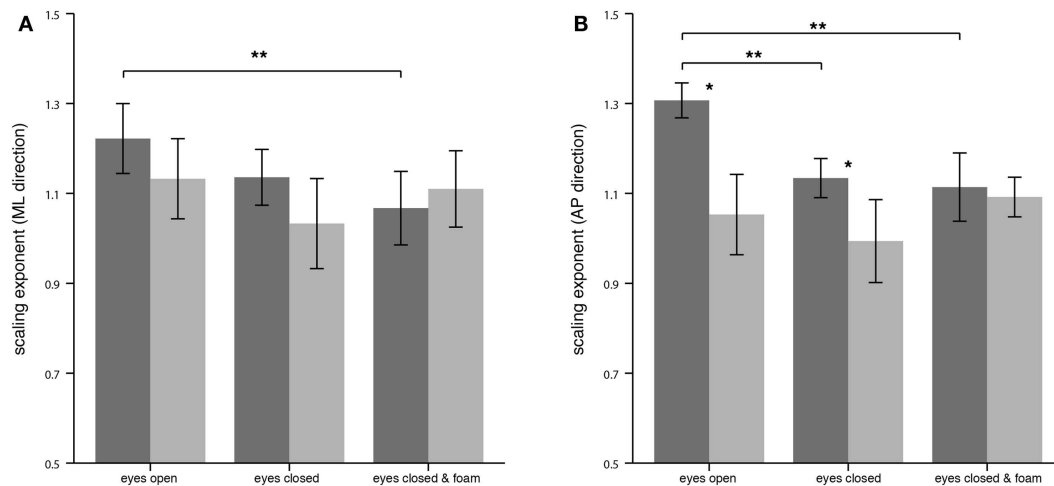 A
scaling exponent (ML direction)
1.5
1.3
1.1
0.9
0.7
0.5
**
eyes open
eyes closed
eyes closed & foam
B
scaling exponent (AP direction)
1.5
1.3
1.1
0.9
0.7
0.5
**
**
*
*
eyes open
eyes closed
eyes closed & foam